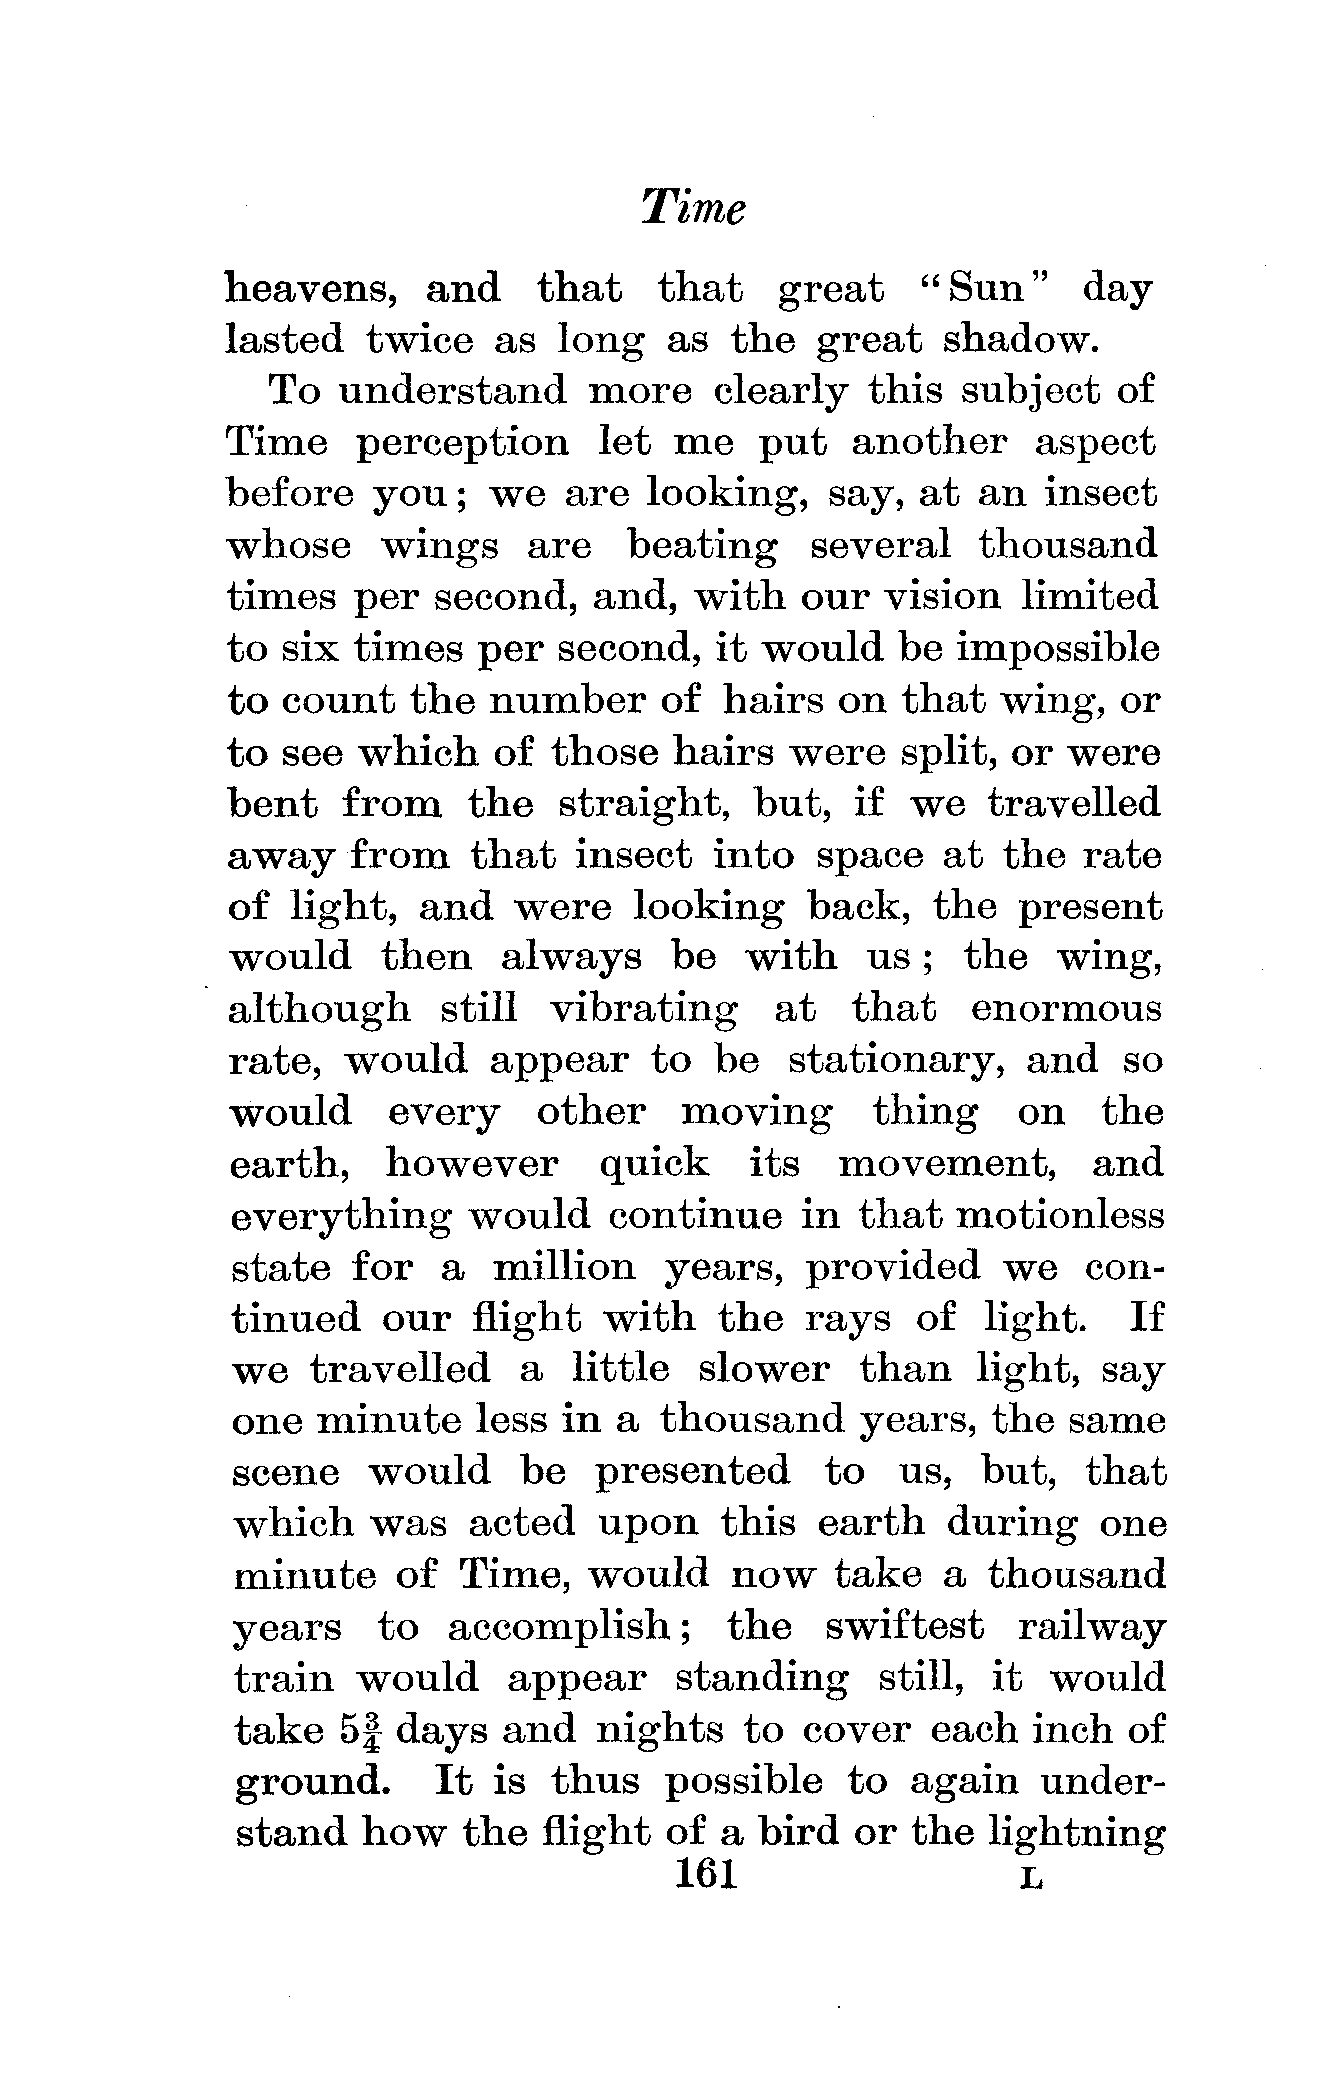 Time
heavens, and that that great “Sun” day
lasted twice as long as the great shadow.
To understand more clearly this subject of
Time perception let me put another aspect
before you; we are looking, say, at an insect
whose wings are beating several thousand
times per second, and, with our vision limited
to six times per second, it would be impossible
to count the number of hairs on that wing, or
to see which of those hairs were split, or were
bent from the straight, but, if we travelled
away from that insect into space at the rate
of light, and were looking back, the present
would then always be with us; the wing,
although still vibrating at that enormous
rate, would appear to be stationary, and so
would every other moving thing on the
earth, however quick its movement, and
everything would continue in that motionless
state for a million years, provided we con-
tinued our flight with the rays of light. If
we travelled a little slower than light, say
one minute less in a thousand years, the same
scene would be presented to us, but, that
which was acted upon this earth during one
minute of Time, would now take a thousand
years to accomplish; the swiftest railway
train would appear standing still, it would
take 5¾ days and nights to cover each inch of
ground. It is thus possible to again under-
stand how the flight of a bird or the lightning
161 L